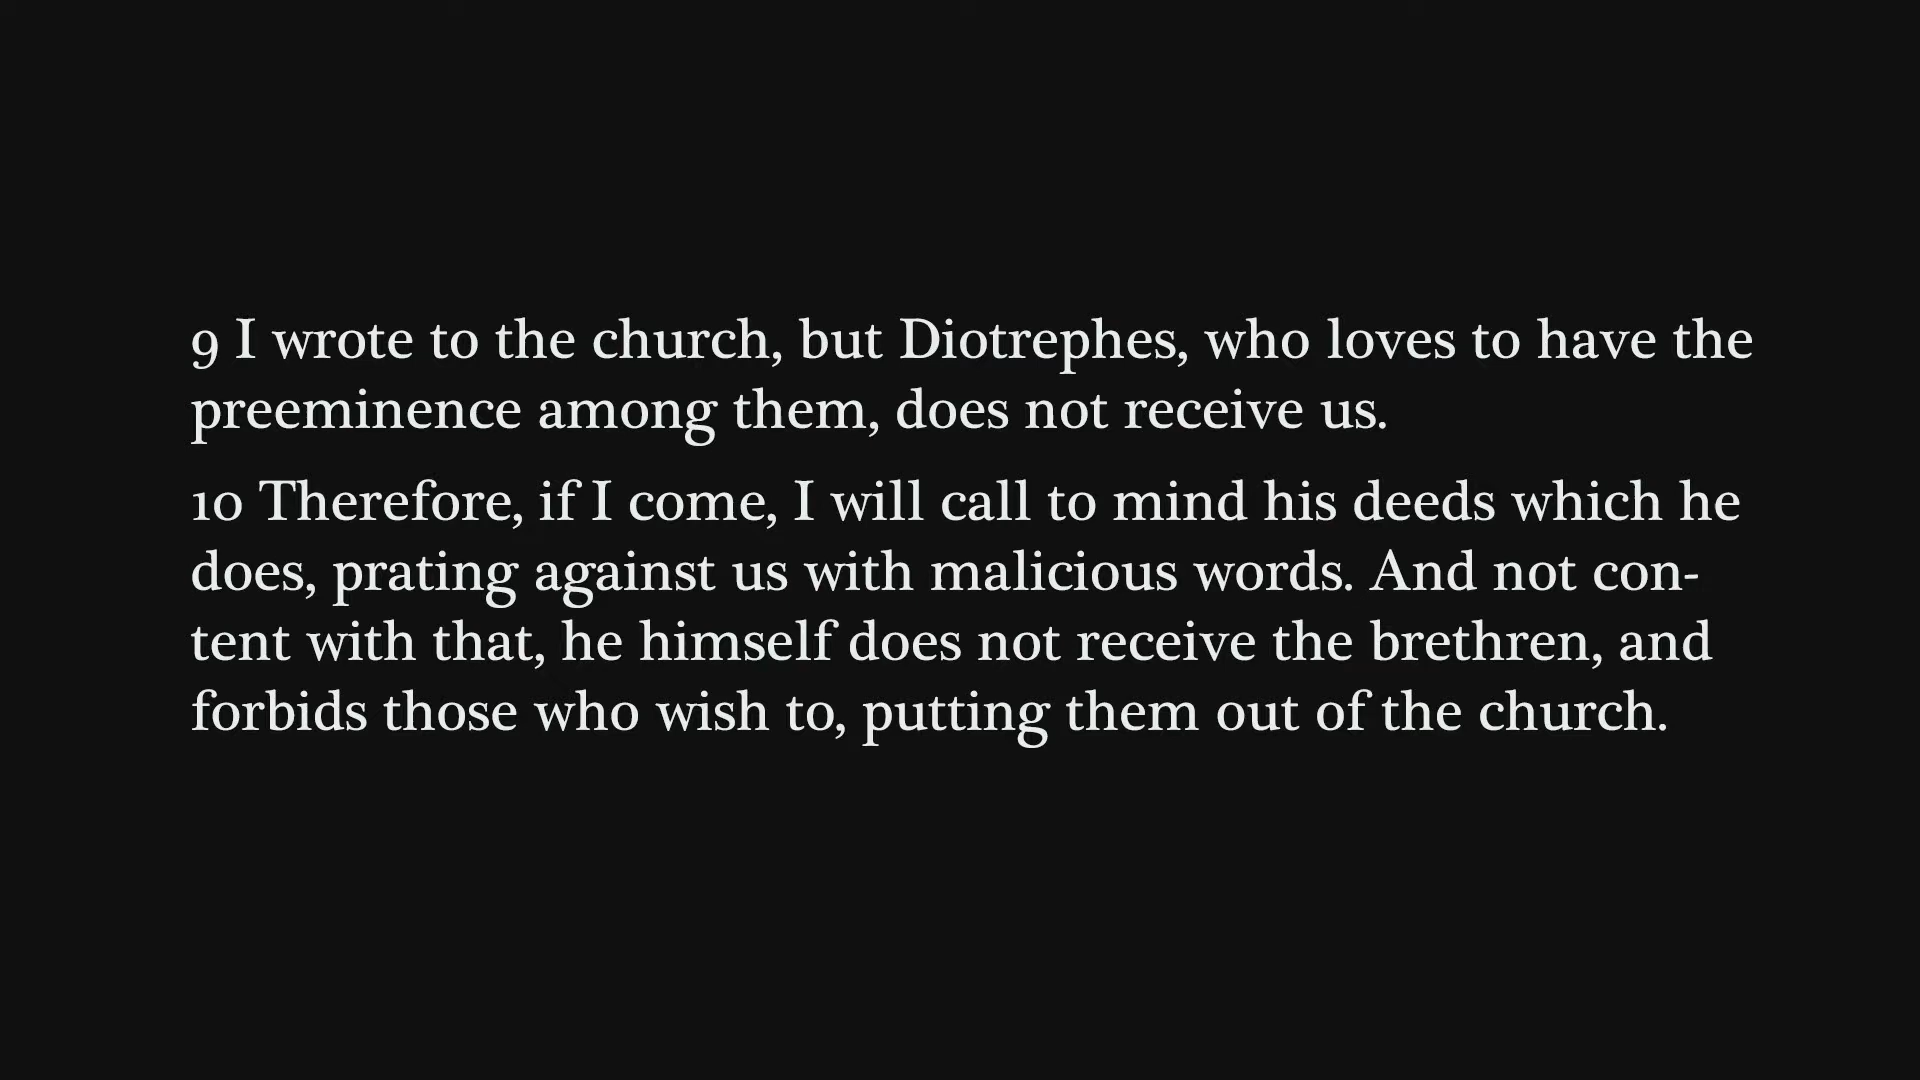 9 I wrote to the church, but Diotrephes, who loves to have the
preeminence among them, does not receive us.
10 Therefore, if I come, I will call to mind his deeds which he
does, prating against us with malicious words. And not con-
tent with that, he himself does not receive the brethren, and
forbids those who wish to, putting them out of the church.